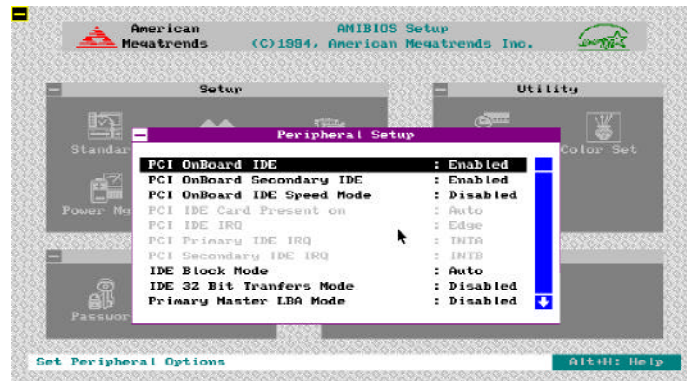 American
Megatrends
AMIBIOS Setup
(C)1994, American Megatrends Inc.
Setup
Utility
Standar
Color Set
Power Mg
Passwor
Peripheral Setup
PCI OnBoard IDE : Enabled
PCI OnBoard Secondary IDE : Enabled
PCI OnBoard IDE Speed Mode : Disabled
PCI IDE Card Present on : Auto
PCI IDE IRQ : Edge
PCI Primary IDE IRQ : INTA
PCI Secondary IDE IRQ : INTB
IDE Block Mode : Auto
IDE 32 Bit Tranfers Mode : Disabled
Primary Master LBA Mode : Disabled
Set Peripheral Options
Alt+H: Help